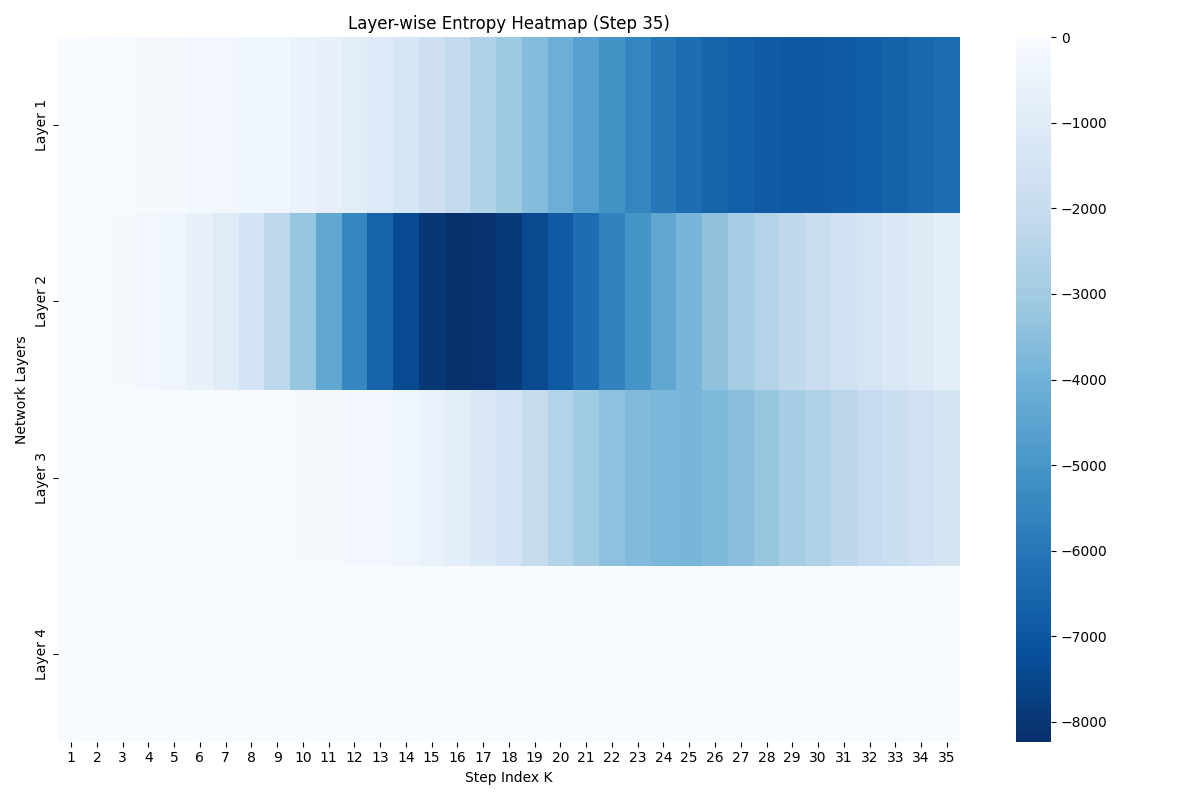 Layer-wise Entropy Heatmap (Step 35)
Network Layers
Layer 1
Layer 2
Layer 3
Layer 4
1 2 3 4 5 6 7 8 9 10 11 12 13 14 15 16 17 18 19 20 21 22 23 24 25 26 27 28 29 30 31 32 33 34 35
Step Index K
0
−1000
−2000
−3000
−4000
−5000
−6000
−7000
−8000